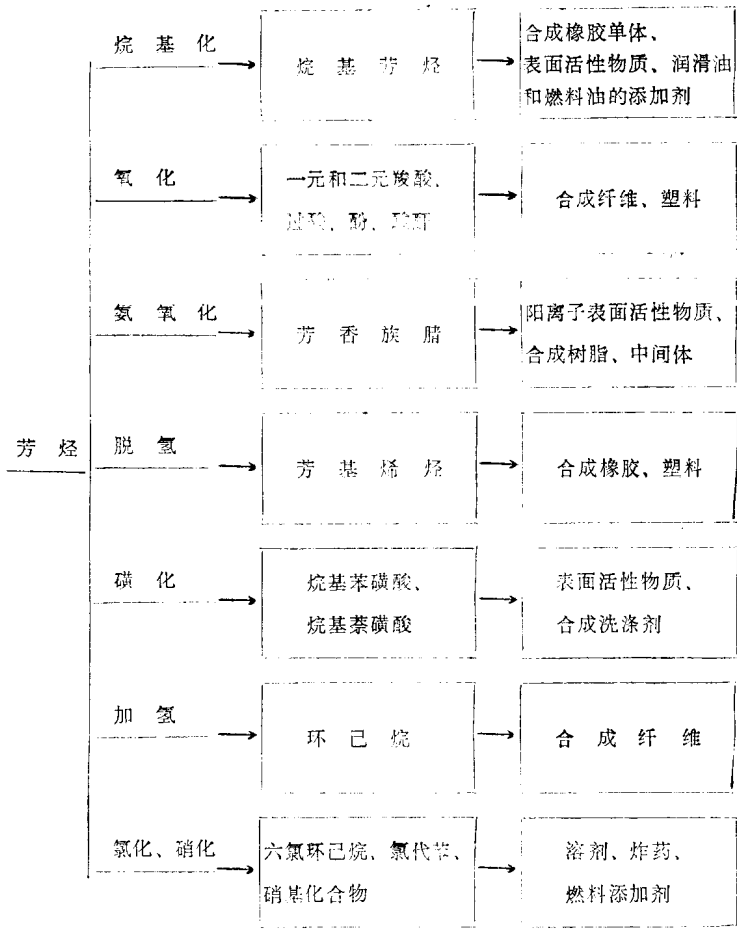 烷基化
烷基芳烃
合成橡胶单体、
表面活性物质、润滑油
和燃料油的添加剂
氧化
一元和二元羧酸、
过酸、酚、酸酐
合成纤维、塑料
氨氧化
芳香族腈
阳离子表面活性物质、
合成树脂、中间体
芳烃
脱氢
芳基烯烃
合成橡胶、塑料
磺化
烷基苯磺酸、
烷基萘磺酸
表面活性物质、
合成洗涤剂
加氢
环己烷
合成纤维
氯化、硝化
六氯环己烷、氯代苄、
硝基化合物
溶剂、炸药、
燃料添加剂